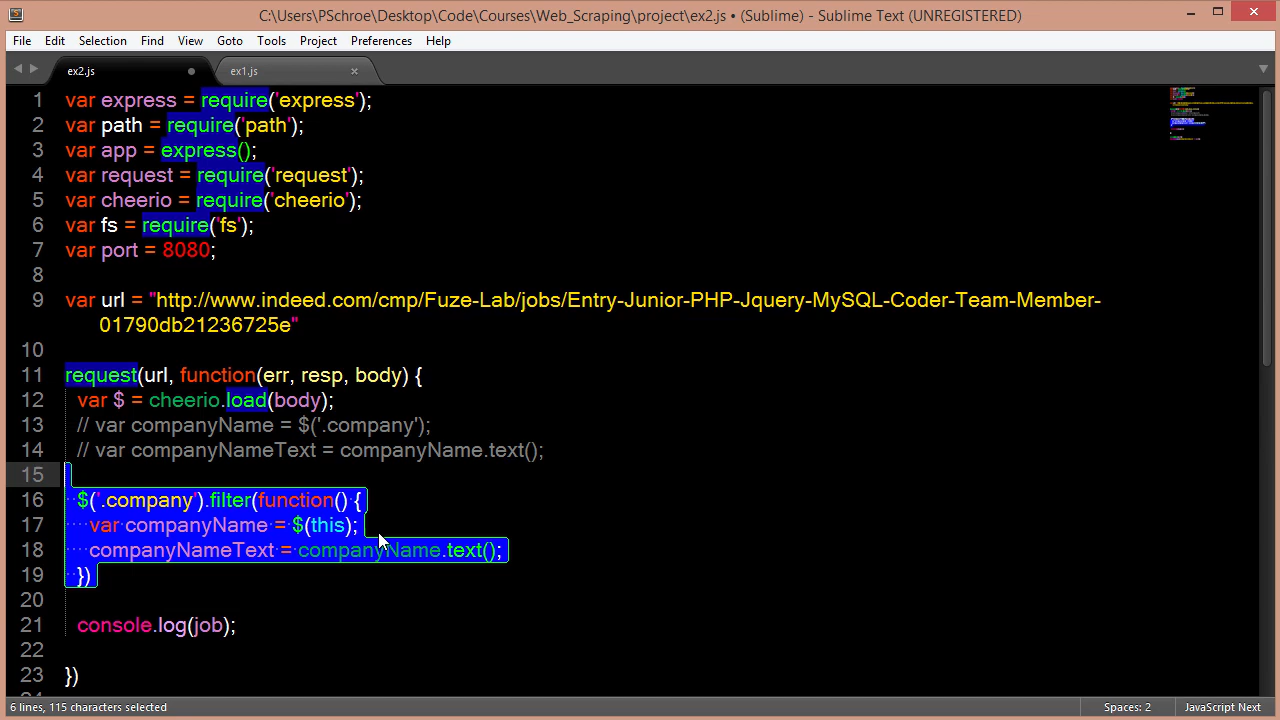 C:\Users\PSchroe\Desktop\Code\Courses\Web_Scraping\project\ex2.js • (Sublime) - Sublime Text (UNREGISTERED)
File Edit Selection Find View Goto Tools Project Preferences Help
ex2.js ex1.js
1 var express = require('express');
2 var path = require('path');
3 var app = express();
4 var request = require('request');
5 var cheerio = require('cheerio');
6 var fs = require('fs');
7 var port = 8080;
8
9 var url = "http://www.indeed.com/cmp/Fuze-Lab/jobs/Entry-Junior-PHP-Jquery-MySQL-Coder-Team-Member-
01790db21236725e"
10
11 request(url, function(err, resp, body) {
12 var $ = cheerio.load(body);
13 // var companyName = $('.company');
14 // var companyNameText = companyName.text();
15
16 $('.company').filter(function() {
17 var companyName = $(this);
18 companyNameText = companyName.text();
19 })
20
21 console.log(job);
22
23 })
24
6 lines, 115 characters selected Spaces: 2 JavaScript Next